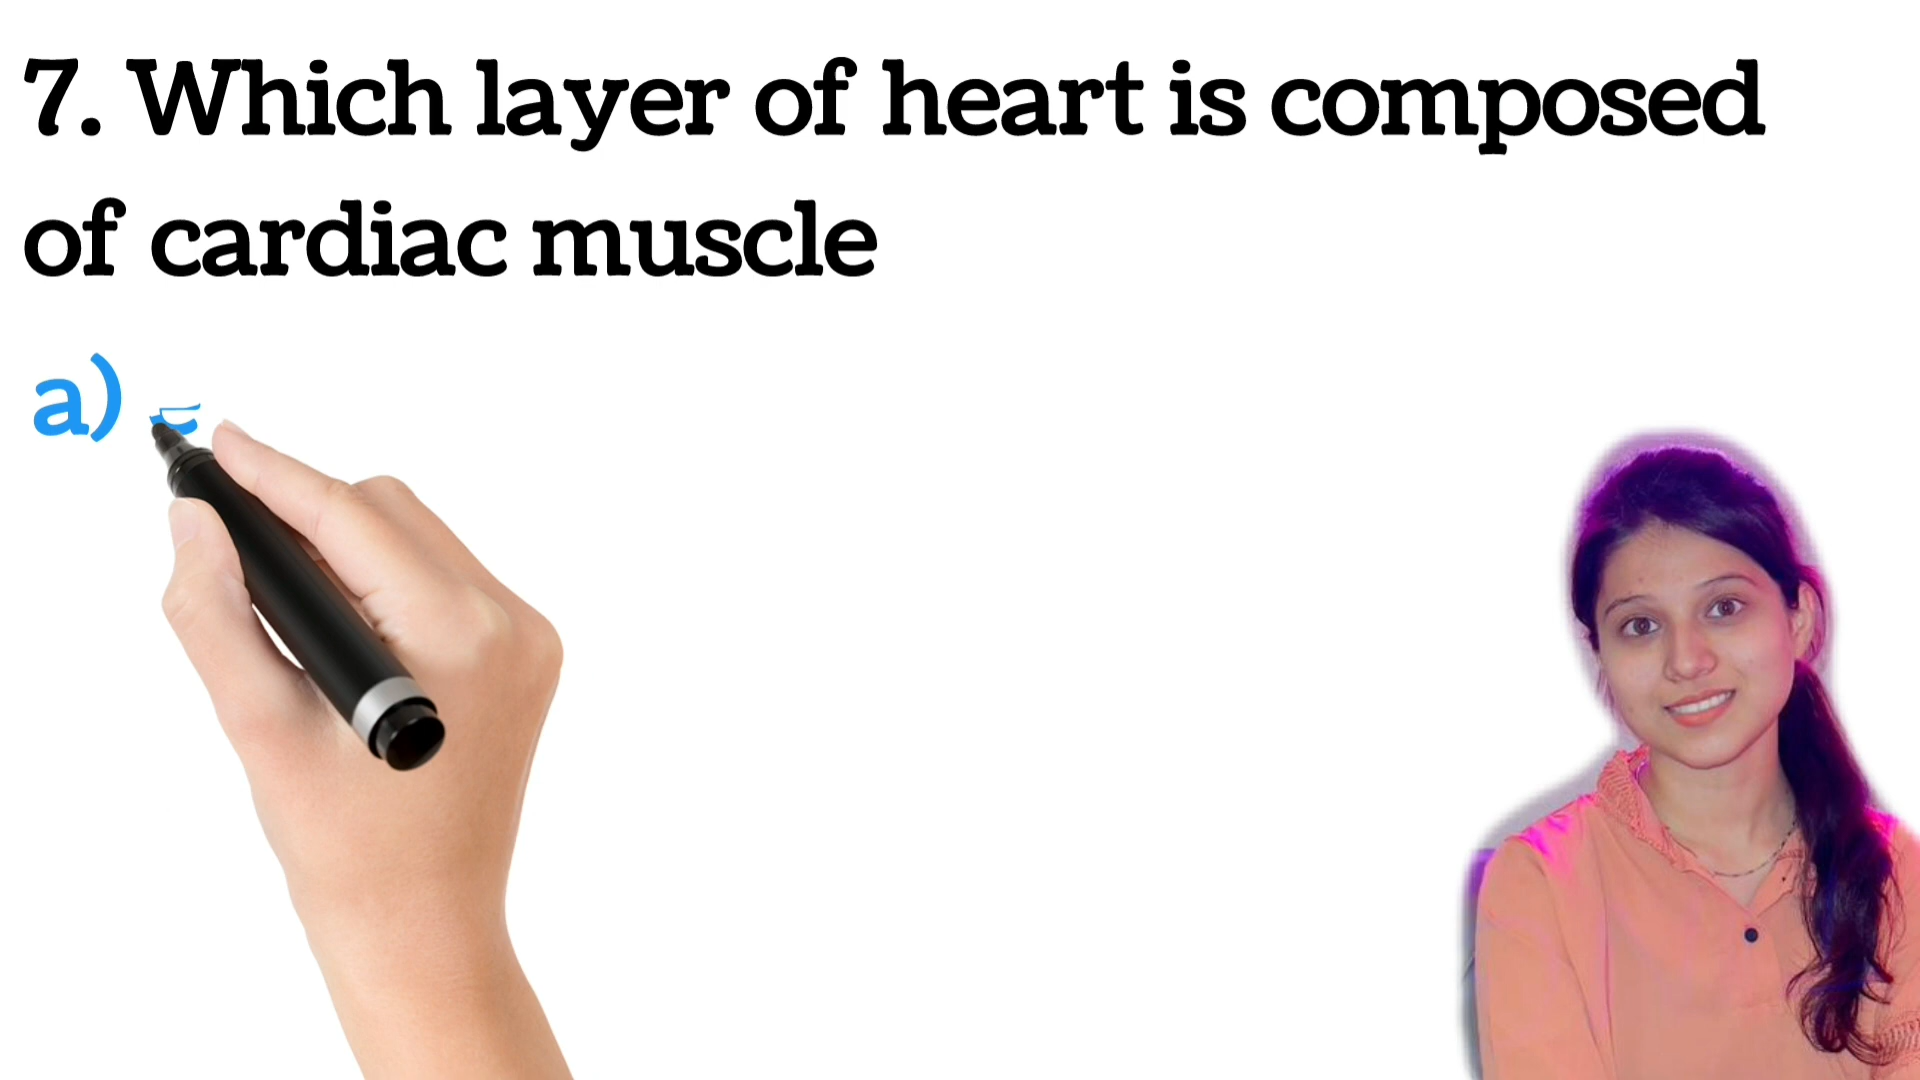 7. Which layer of heart is composed
of cardiac muscle
a)